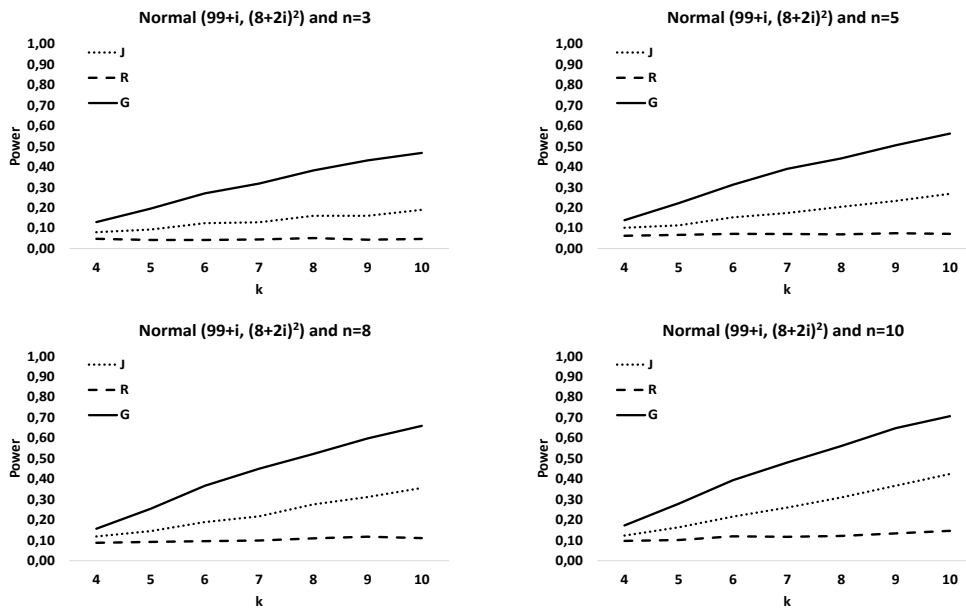 Normal (99+i, (8+2i)²) and n=3
1,00
0,90
0,80
0,70
0,60
0,50
0,40
0,30
0,20
0,10
0,00
Power
J
R
G
4 5 6 7 8 9 10
k
Normal (99+i, (8+2i)²) and n=5
1,00
0,90
0,80
0,70
0,60
0,50
0,40
0,30
0,20
0,10
0,00
Power
J
R
G
4 5 6 7 8 9 10
k
Normal (99+i, (8+2i)²) and n=8
1,00
0,90
0,80
0,70
0,60
0,50
0,40
0,30
0,20
0,10
0,00
Power
J
R
G
4 5 6 7 8 9 10
k
Normal (99+i, (8+2i)²) and n=10
1,00
0,90
0,80
0,70
0,60
0,50
0,40
0,30
0,20
0,10
0,00
Power
J
R
G
4 5 6 7 8 9 10
k